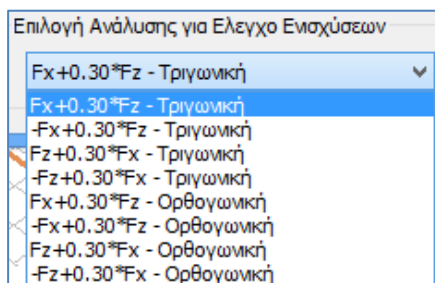 Επιλογή Ανάλυσης για Ελεγχο Ενισχύσεων
Fx+0.30*Fz - Τριγωνική
Fx+0.30*Fz - Τριγωνική
-Fx+0.30*Fz - Τριγωνική
Fz+0.30*Fx - Τριγωνική
-Fz+0.30*Fx - Τριγωνική
Fx+0.30*Fz - Ορθογωνική
-Fx+0.30*Fz - Ορθογωνική
Fz+0.30*Fx - Ορθογωνική
-Fz+0.30*Fx - Ορθογωνική